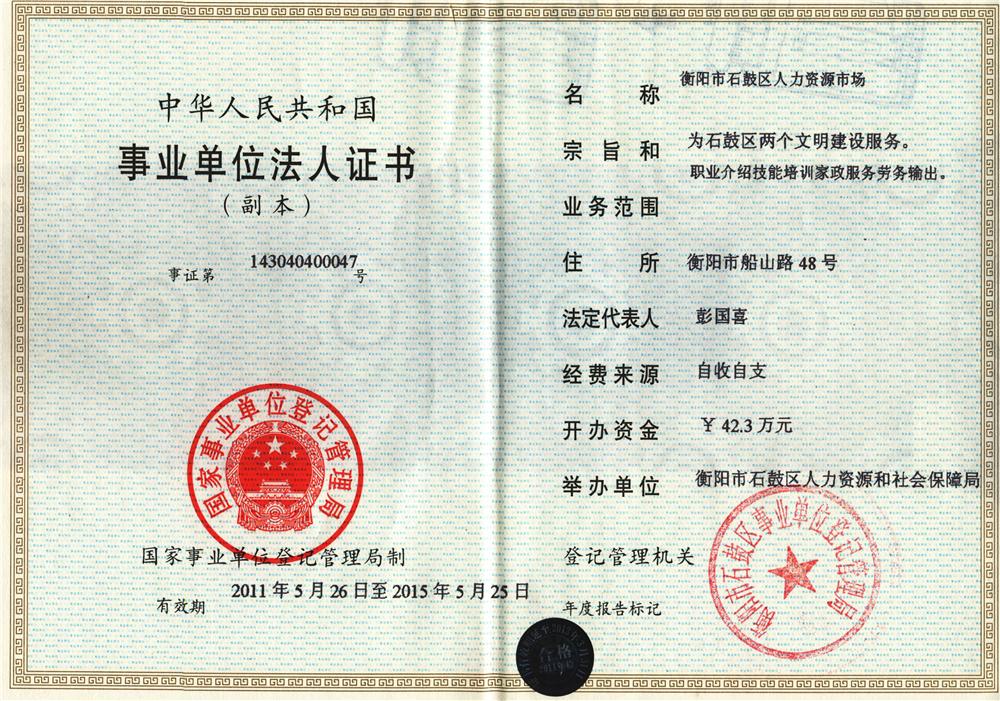 中华人民共和国
事业单位法人证书
（副本）
事证第 143040400047 号
国家事业单位登记管理局
国家事业单位登记管理局制
有效期 2011年5月26日至2015年5月25日
名称 衡阳市石鼓区人力资源市场
宗旨和 为石鼓区两个文明建设服务。
职业介绍技能培训家政服务劳务输出。
业务范围
住所 衡阳市船山路48号
法定代表人 彭国喜
经费来源 自收自支
开办资金 ￥42.3万元
举办单位 衡阳市石鼓区人力资源和社会保障局
登记管理机关
衡阳市石鼓区事业单位登记管理局
年度报告标记
合格